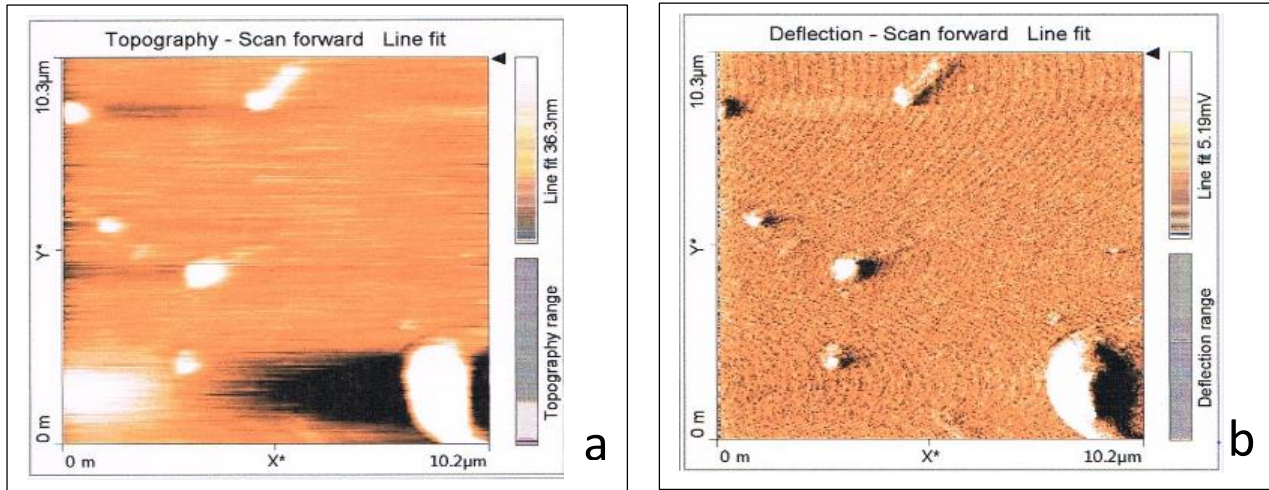 Topography - Scan forward Line fit
10.3µm
Y*
0 m
0 m
X*
10.2µm
Line fit 36.3nm
Topography range
a
Deflection - Scan forward Line fit
10.3µm
Y*
0 m
0 m
X*
10.2µm
Line fit 5.19mV
Deflection range
b